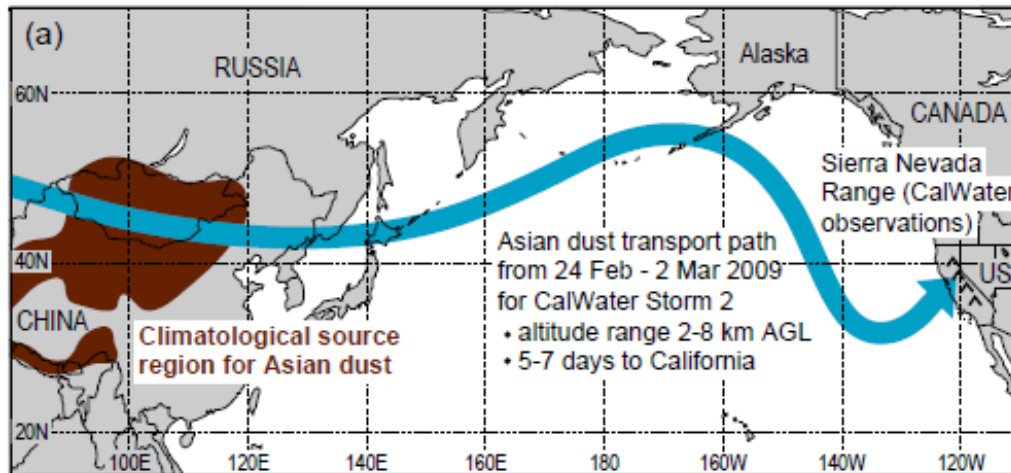 (a)
RUSSIA
Alaska
60N
CANADA
Sierra Nevada
Range (CalWater
observations)
Asian dust transport path
from 24 Feb - 2 Mar 2009
for CalWater Storm 2
• altitude range 2-8 km AGL
• 5-7 days to California
40N
US
CHINA
Climatological source
region for Asian dust
20N
100E 120E 140E 160E 180 160W 140W 120W